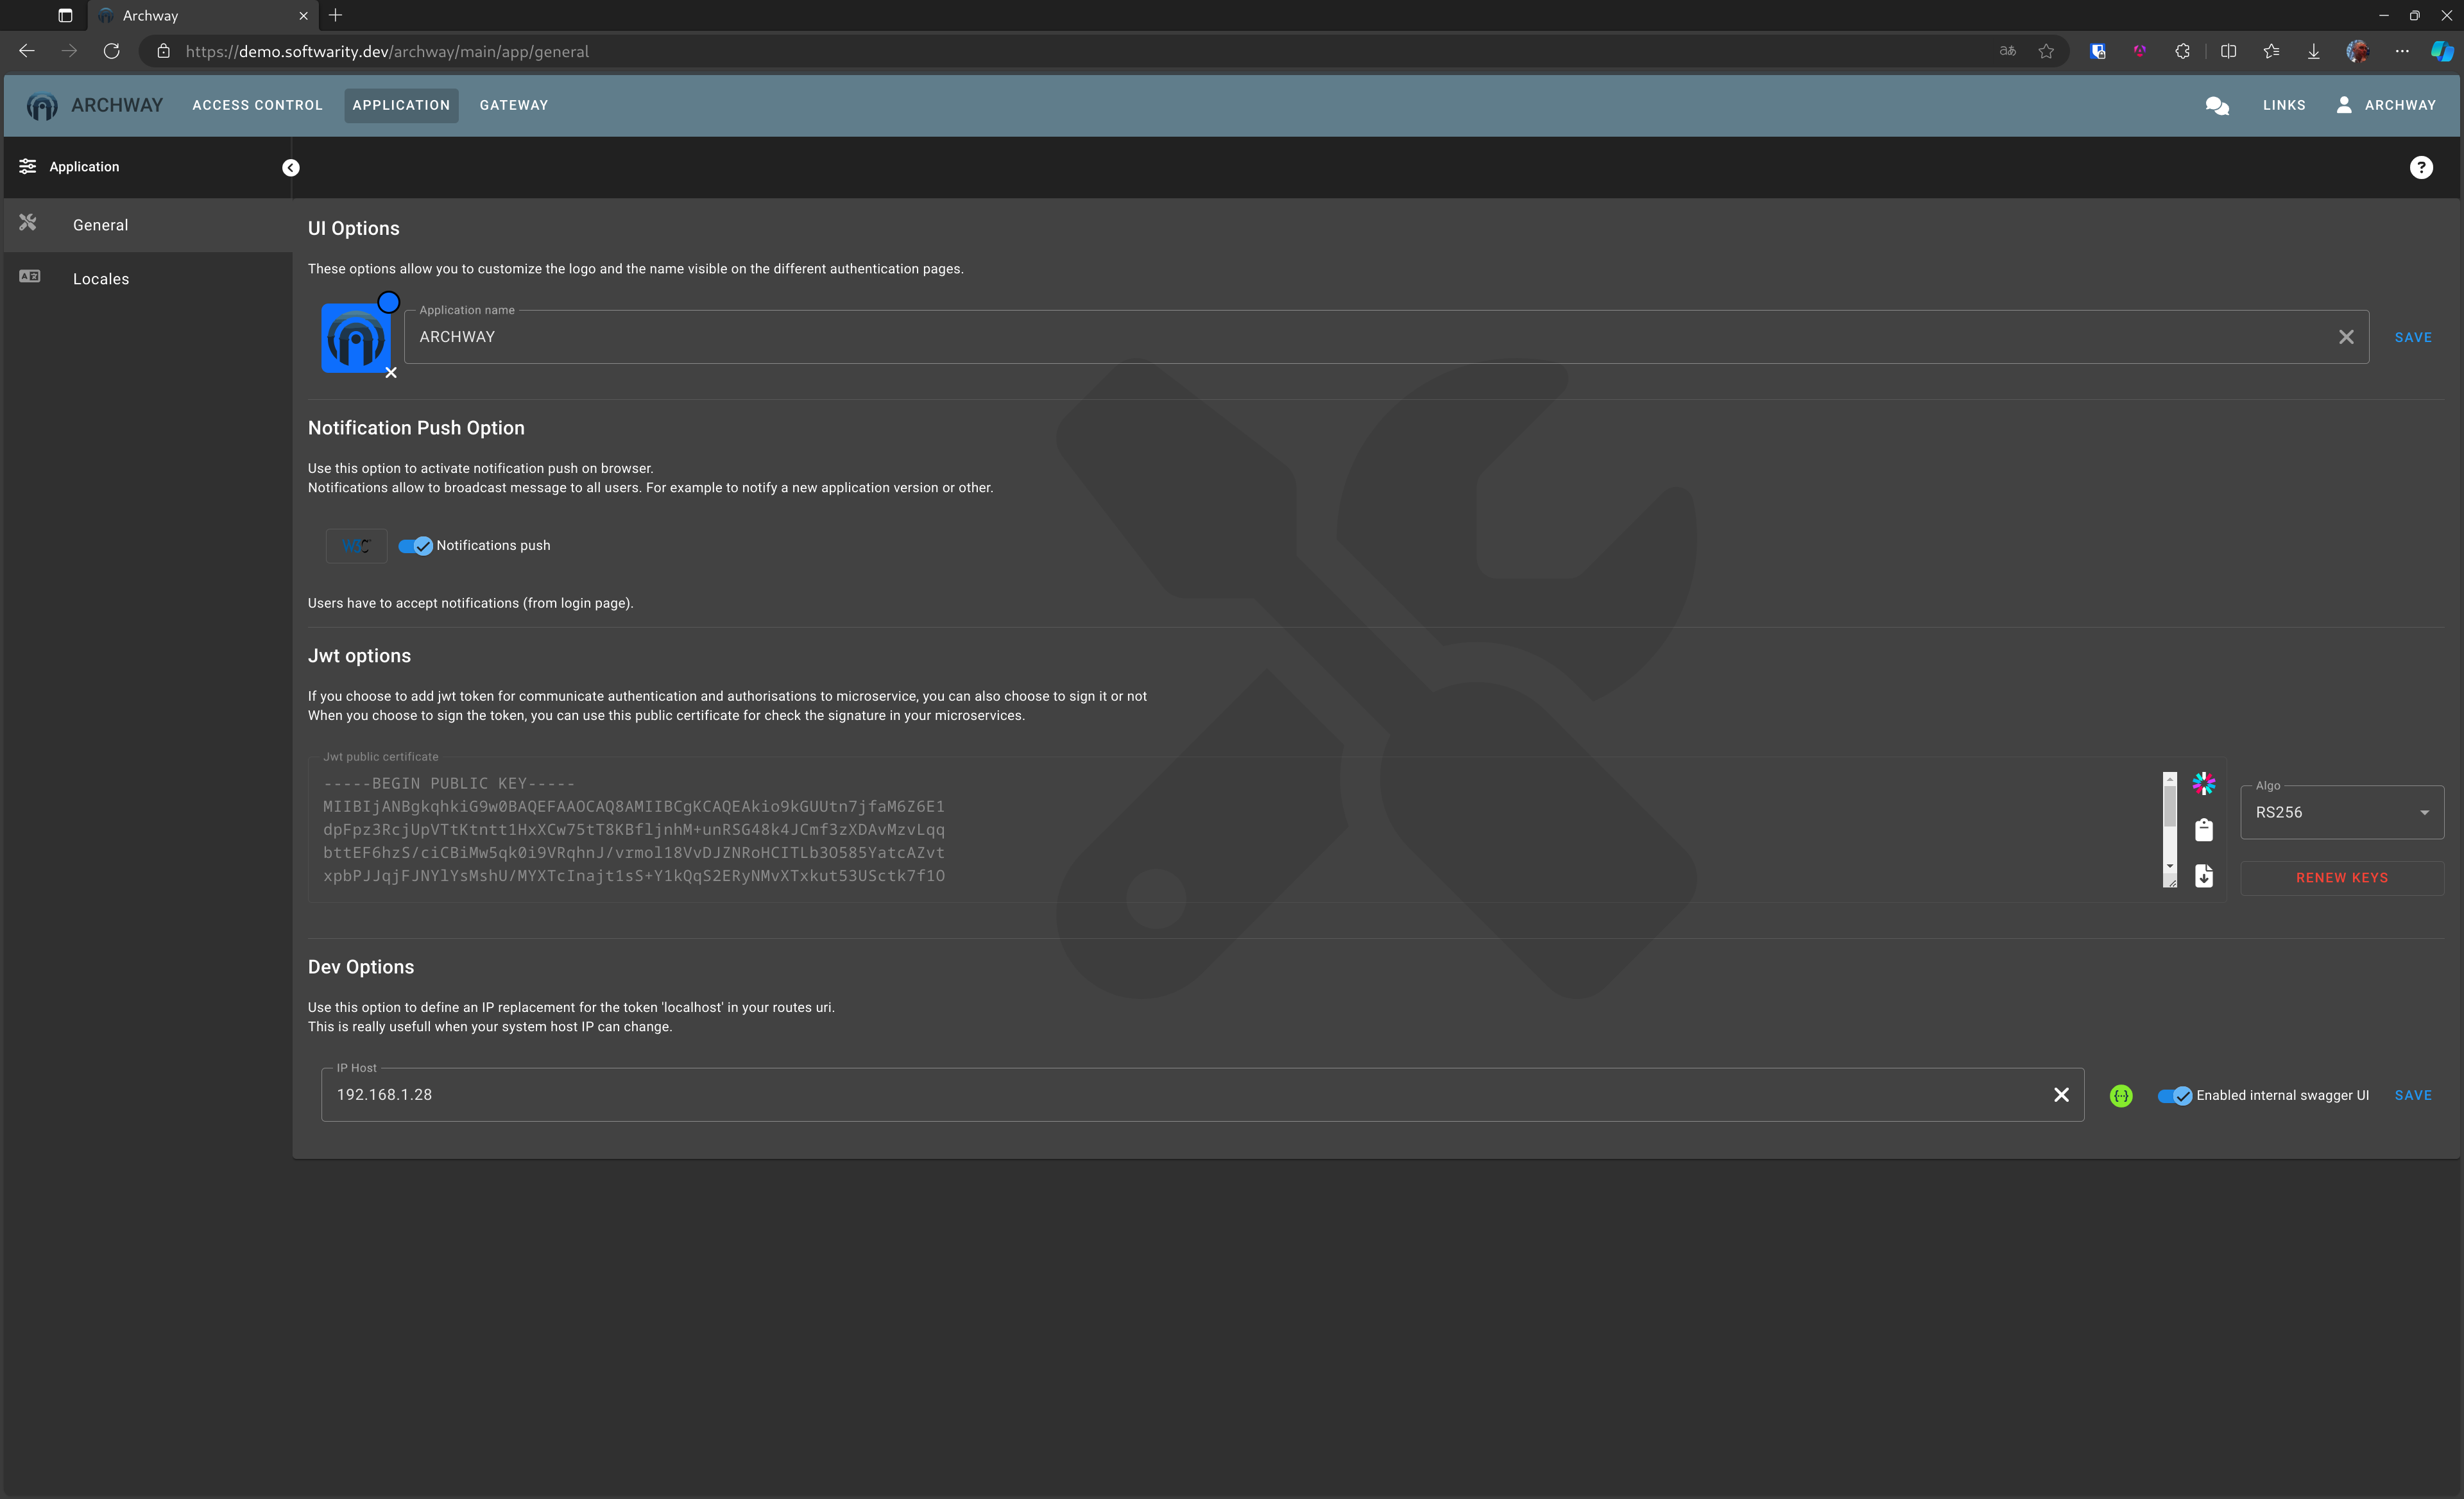 Archway
https://demo.softwarity.dev/archway/main/app/general
ARCHWAY
ACCESS CONTROL
APPLICATION
GATEWAY
LINKS
ARCHWAY
Application
General
Locales
UI Options
These options allow you to customize the logo and the name visible on the different authentication pages.
Application name
ARCHWAY
SAVE
Notification Push Option
Use this option to activate notification push on browser.
Notifications allow to broadcast message to all users. For example to notify a new application version or other.
W3C
Notifications push
Users have to accept notifications (from login page).
Jwt options
If you choose to add jwt token for communicate authentication and authorisations to microservice, you can also choose to sign it or not
When you choose to sign the token, you can use this public certificate for check the signature in your microservices.
Jwt public certificate
-----BEGIN PUBLIC KEY-----
MIIBIjANBgkqhkiG9w0BAQEFAAOCAQ8AMIIBCgKCAQEAkio9kGUUtn7jfaM6Z6E1
dpFpz3RcjUpVTtKtntt1HxXCw75tT8KBfljnhM+unRSG48k4JCmf3zXDAvMzvLqq
bttEF6hzS/ciCBiMw5qk0i9VRqhnJ/vrmol18VvDJZNRoHCITLb3O585YatcAZvt
xpbPJJqjFJNYlYsMshU/MYXTcInajt1sS+Y1kQqS2ERyNMvXTxkut53USctk7f1O
Algo
RS256
RENEW KEYS
Dev Options
Use this option to define an IP replacement for the token 'localhost' in your routes uri.
This is really usefull when your system host IP can change.
IP Host
192.168.1.28
Enabled internal swagger UI
SAVE